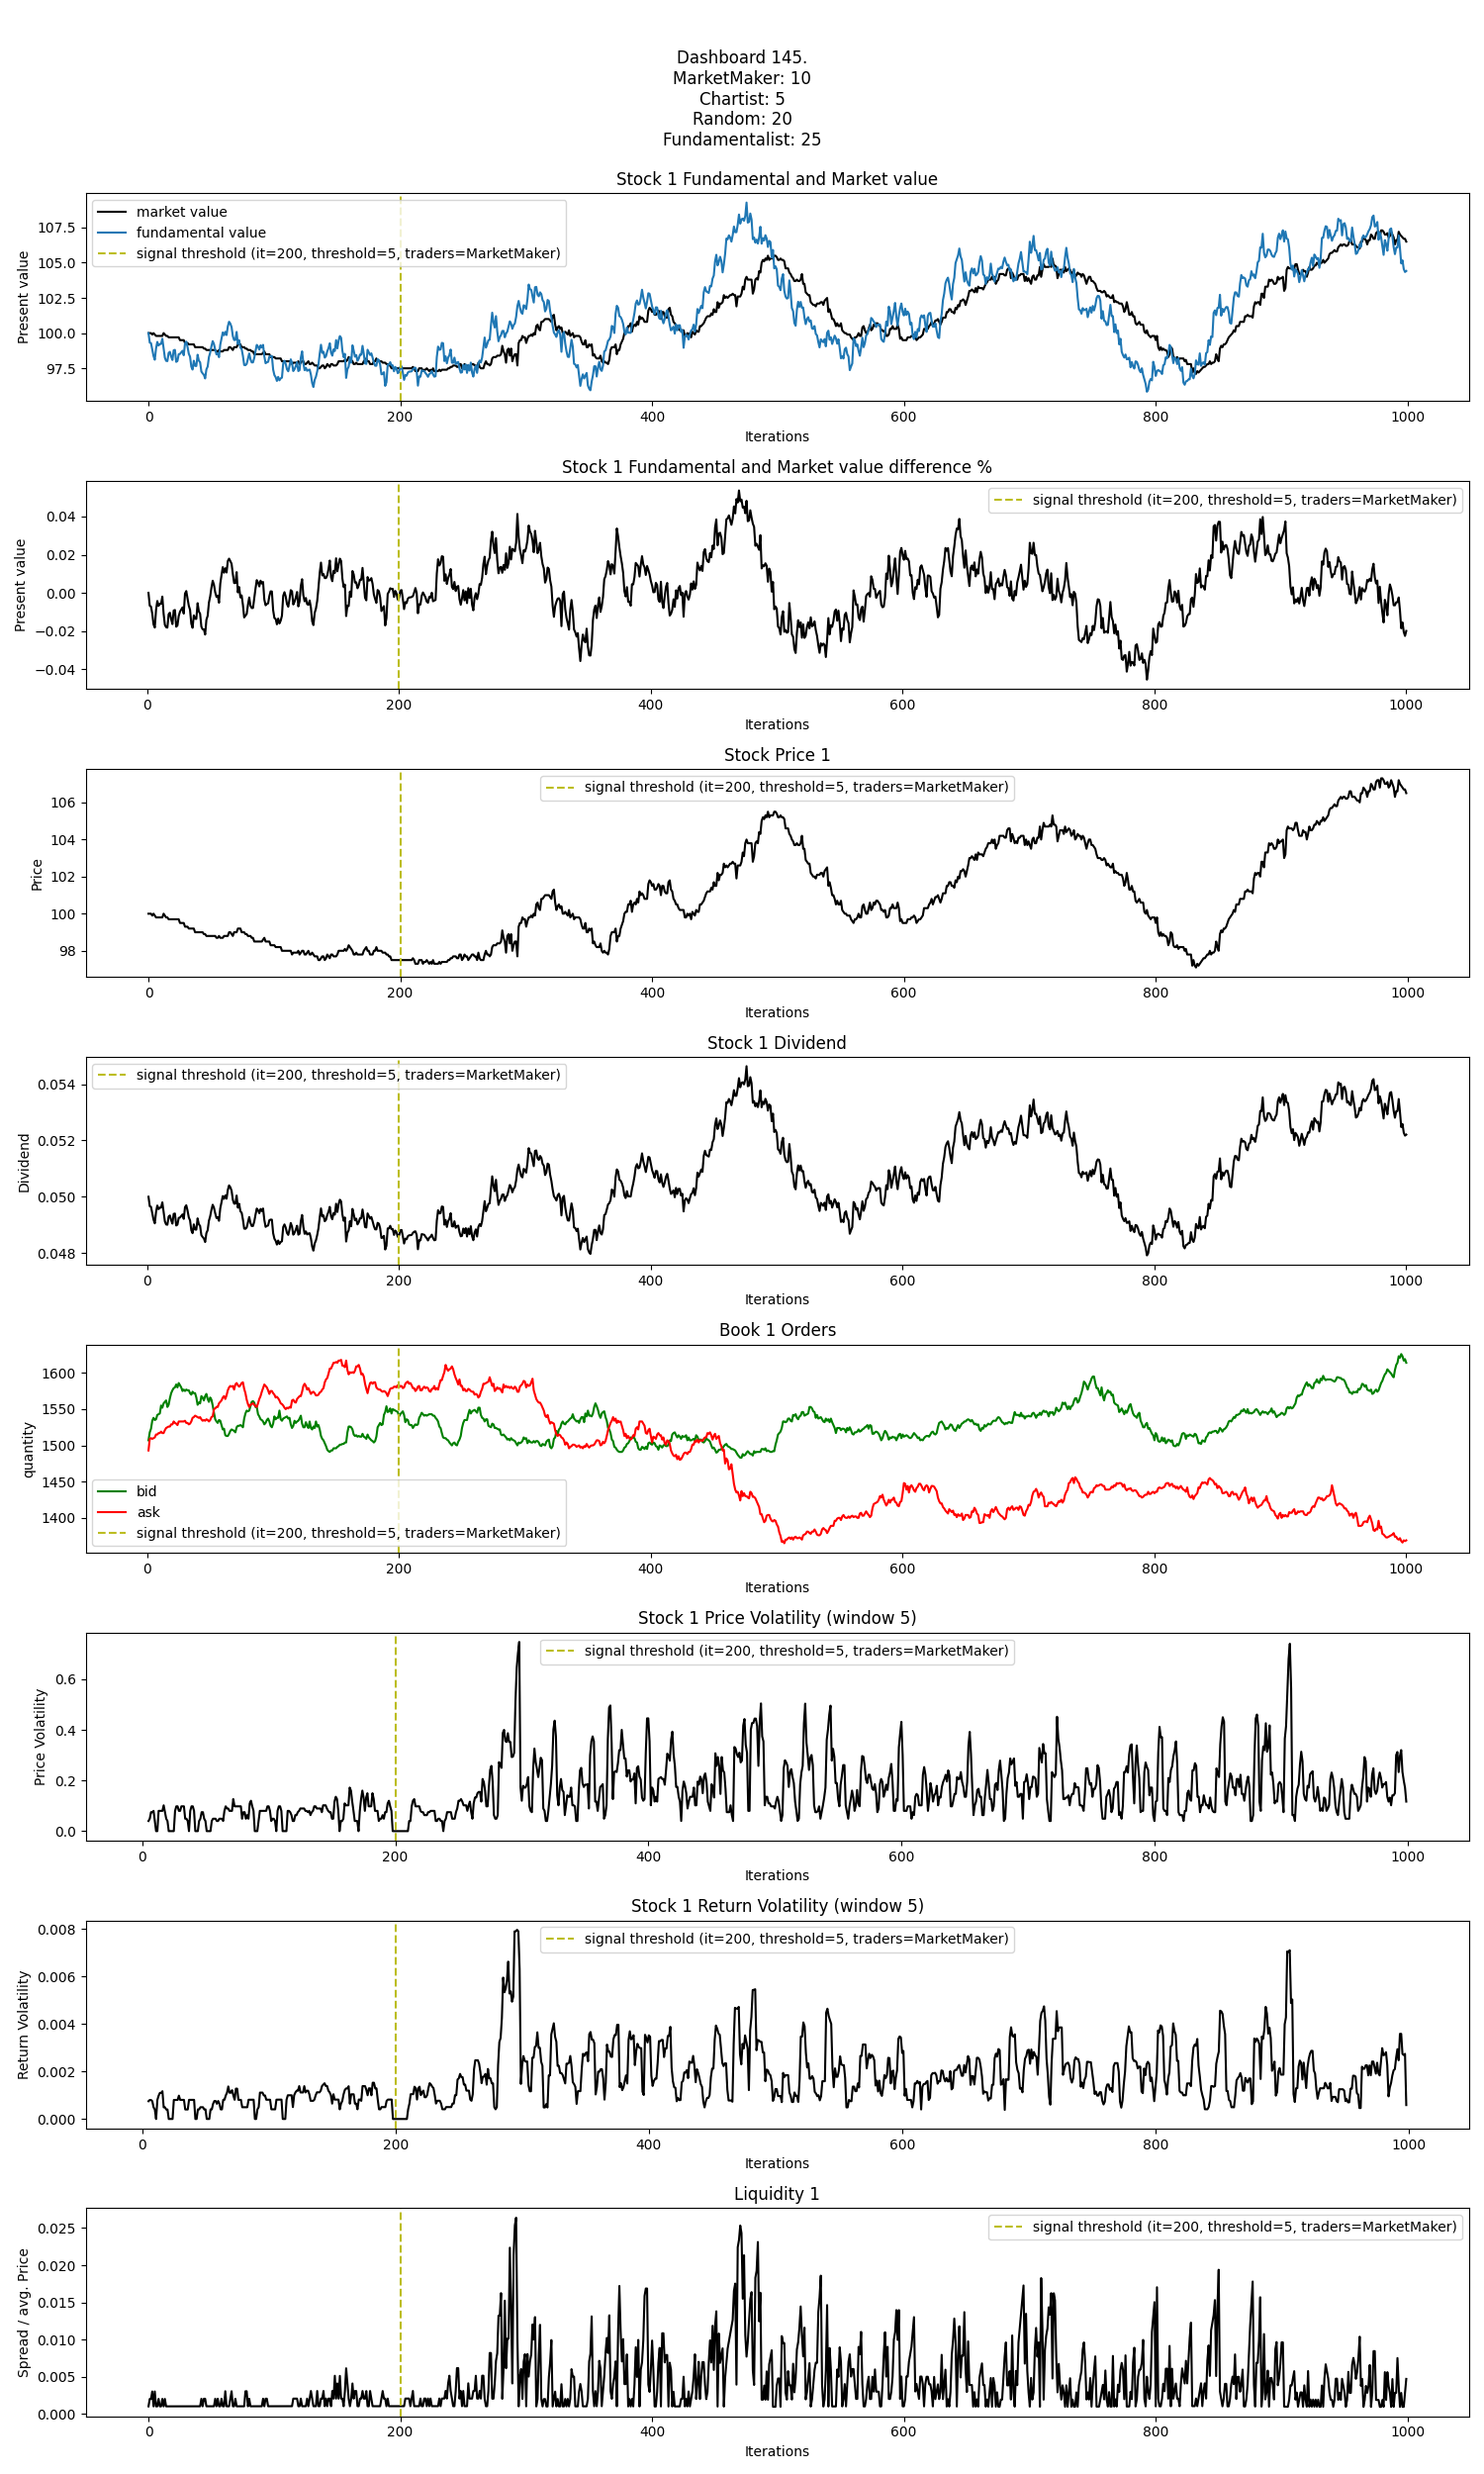 Dashboard 145.
MarketMaker: 10
Chartist: 5
Random: 20
Fundamentalist: 25
Stock 1 Fundamental and Market value
market value
fundamental value
signal threshold (it=200, threshold=5, traders=MarketMaker)
Present value
107.5
105.0
102.5
100.0
97.5
0 200 400 600 800 1000
Iterations
Stock 1 Fundamental and Market value difference %
signal threshold (it=200, threshold=5, traders=MarketMaker)
Present value
0.04
0.02
0.00
−0.02
−0.04
0 200 400 600 800 1000
Iterations
Stock Price 1
signal threshold (it=200, threshold=5, traders=MarketMaker)
Price
106
104
102
100
98
0 200 400 600 800 1000
Iterations
Stock 1 Dividend
signal threshold (it=200, threshold=5, traders=MarketMaker)
Dividend
0.054
0.052
0.050
0.048
0 200 400 600 800 1000
Iterations
Book 1 Orders
quantity
1600
1550
1500
1450
1400
bid
ask
signal threshold (it=200, threshold=5, traders=MarketMaker)
0 200 400 600 800 1000
Iterations
Stock 1 Price Volatility (window 5)
signal threshold (it=200, threshold=5, traders=MarketMaker)
Price Volatility
0.6
0.4
0.2
0.0
0 200 400 600 800 1000
Iterations
Stock 1 Return Volatility (window 5)
signal threshold (it=200, threshold=5, traders=MarketMaker)
Return Volatility
0.008
0.006
0.004
0.002
0.000
0 200 400 600 800 1000
Iterations
Liquidity 1
signal threshold (it=200, threshold=5, traders=MarketMaker)
Spread / avg. Price
0.025
0.020
0.015
0.010
0.005
0.000
0 200 400 600 800 1000
Iterations